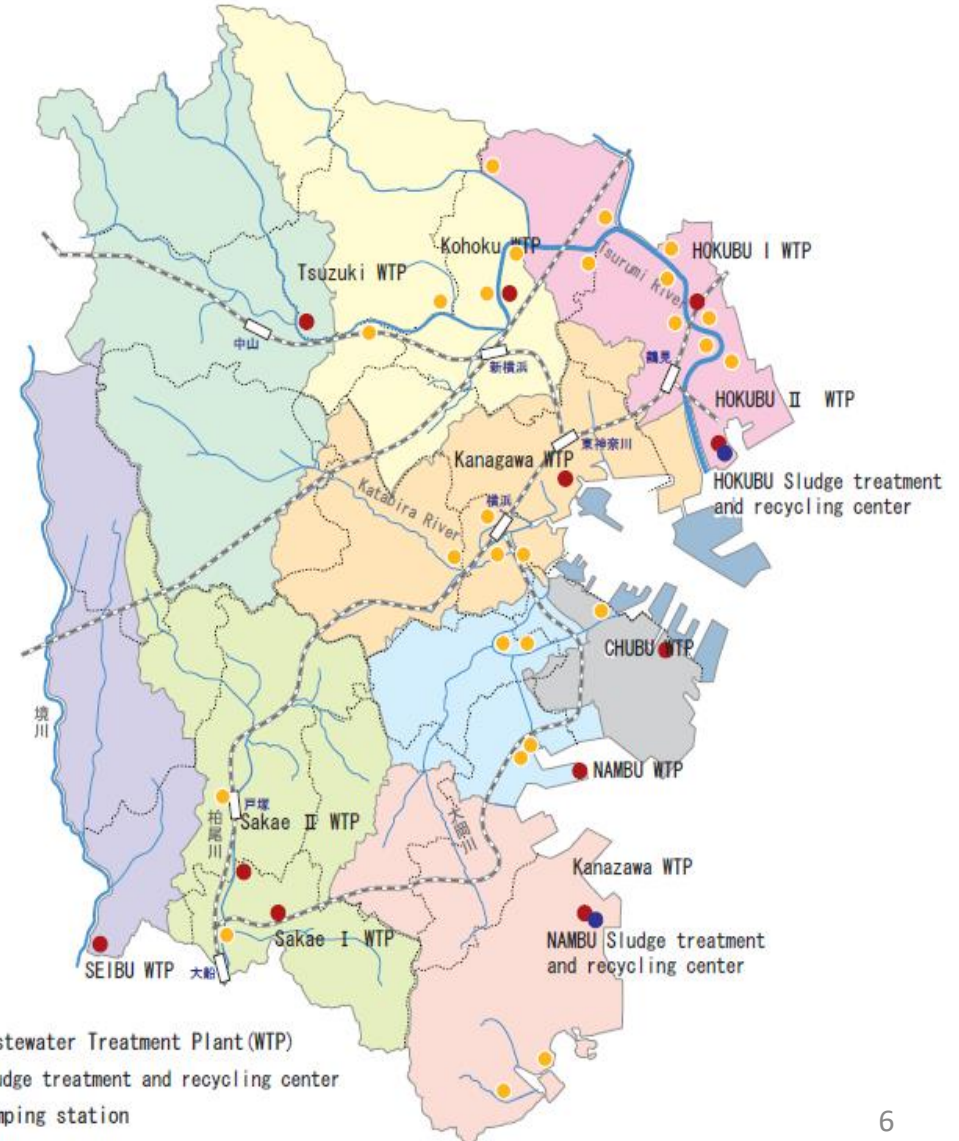 Kohoku WTP
HOKUBU I WTP
Tsuzuki WTP
Tsurumi River
中山
新横浜
鶴見
HOKUBU Ⅱ WTP
東神奈川
Kanagawa WTP
HOKUBU Sludge treatment
and recycling center
Katabira River
横浜
CHUBU WTP
境川
NAMBU WTP
戸塚
柏尾川
Sakae Ⅱ WTP
大岡川
Kanazawa WTP
Sakae I WTP
NAMBU Sludge treatment
and recycling center
SEIBU WTP
大船
stewater Treatment Plant(WTP)
udge treatment and recycling center
mping station
6